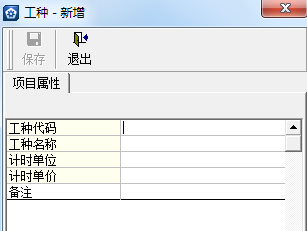 工种 - 新增
保存 退出
项目属性
工种代码
工种名称
计时单位
计时单价
备注